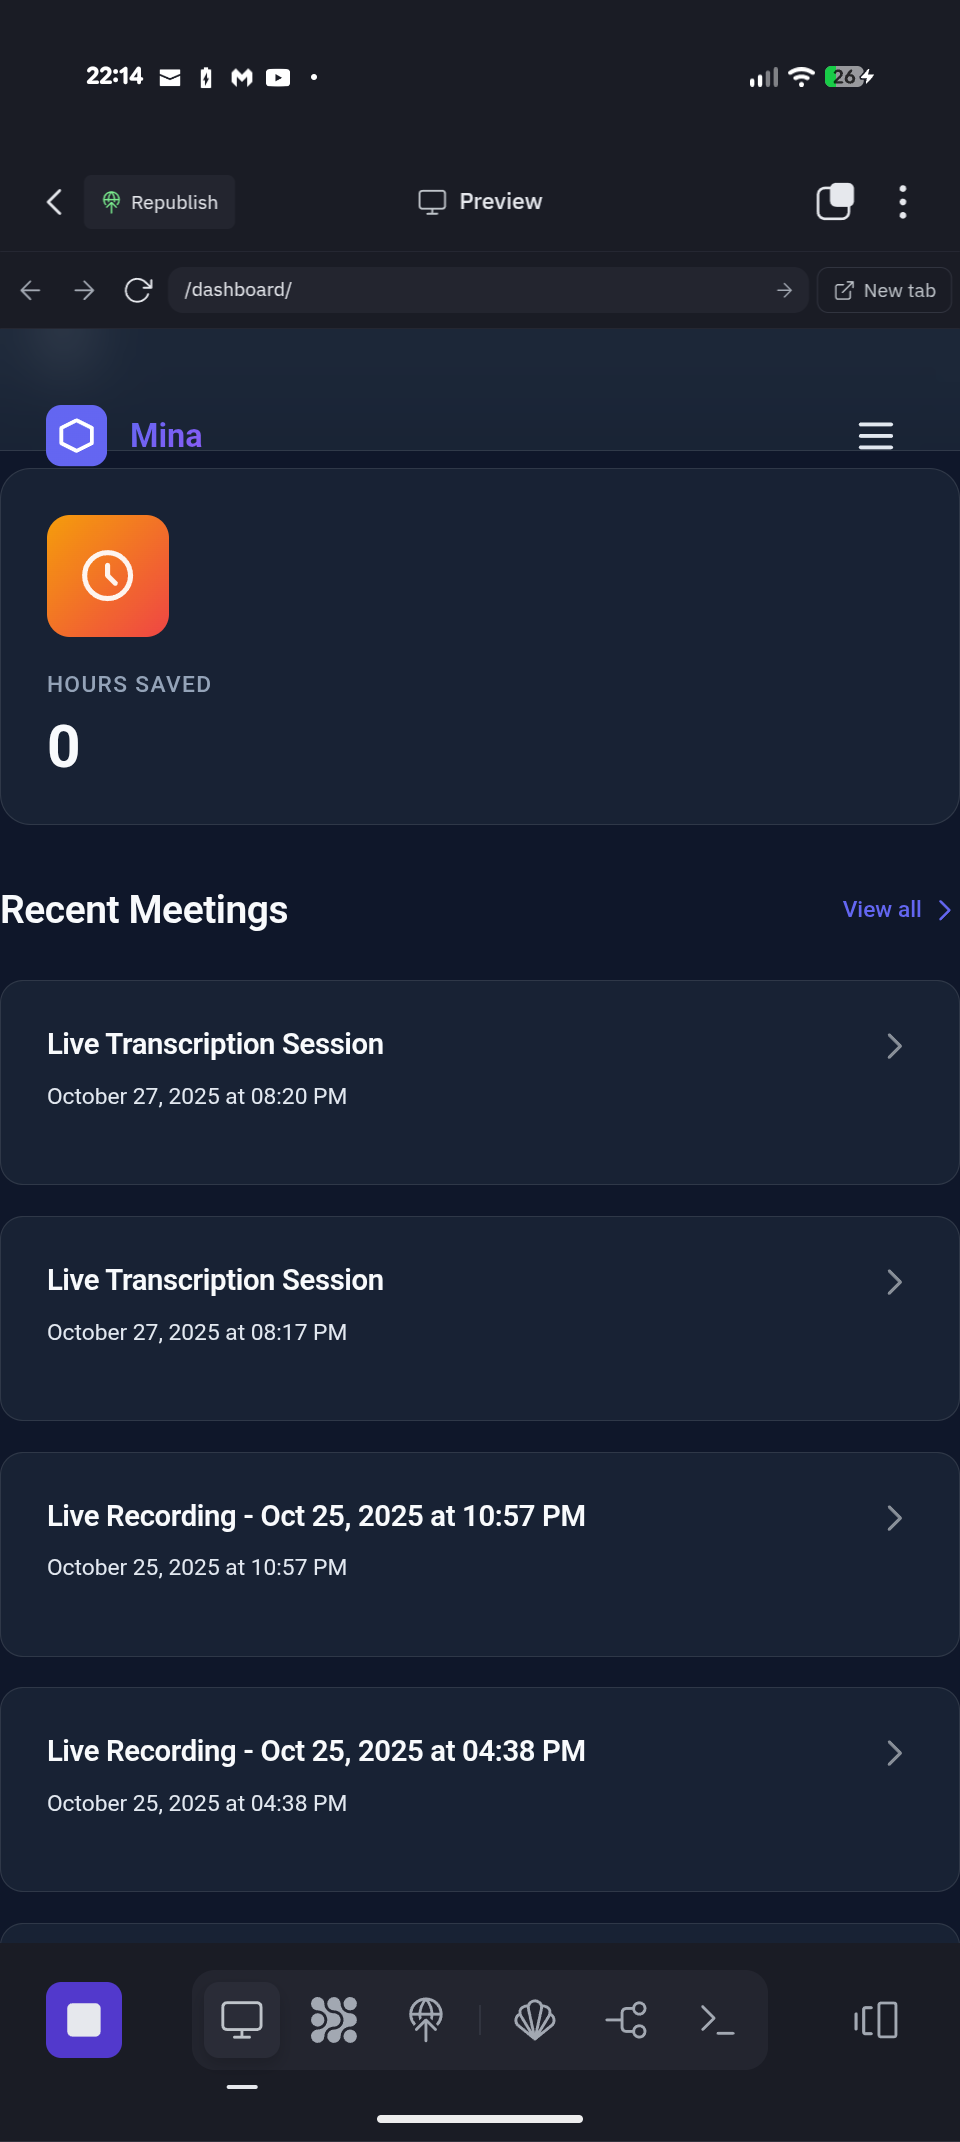 22:14
26
Republish
Preview
/dashboard/
New tab
Mina
HOURS SAVED
0
Recent Meetings
View all
Live Transcription Session
October 27, 2025 at 08:20 PM
Live Transcription Session
October 27, 2025 at 08:17 PM
Live Recording - Oct 25, 2025 at 10:57 PM
October 25, 2025 at 10:57 PM
Live Recording - Oct 25, 2025 at 04:38 PM
October 25, 2025 at 04:38 PM